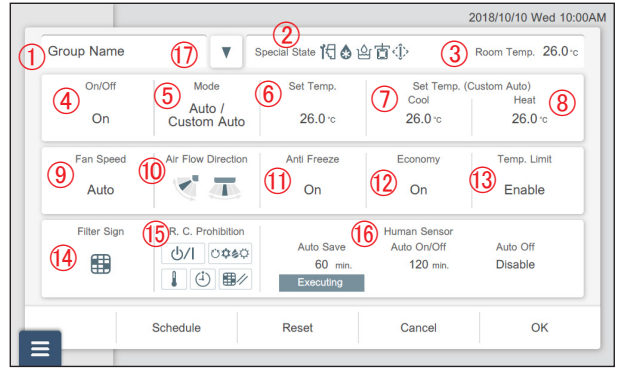 2018/10/10 Wed 10:00AM
① Group Name ⑰ ▼ ② Special State ③ Room Temp. 26.0 °C
④ On/Off ⑤ Mode ⑥ Set Temp. Set Temp. (Custom Auto)
⑦ Cool Heat ⑧
On Auto / 26.0 °C 26.0 °C 26.0 °C
Custom Auto
⑨ Fan Speed ⑩ Air Flow Direction ⑪ Anti Freeze ⑫ Economy ⑬ Temp. Limit
Auto On On Enable
⑭ Filter Sign ⑮ R. C. Prohibition ⑯ Human Sensor
Auto Save Auto On/Off Auto Off
60 min. 120 min. Disable
Executing
Schedule Reset Cancel OK